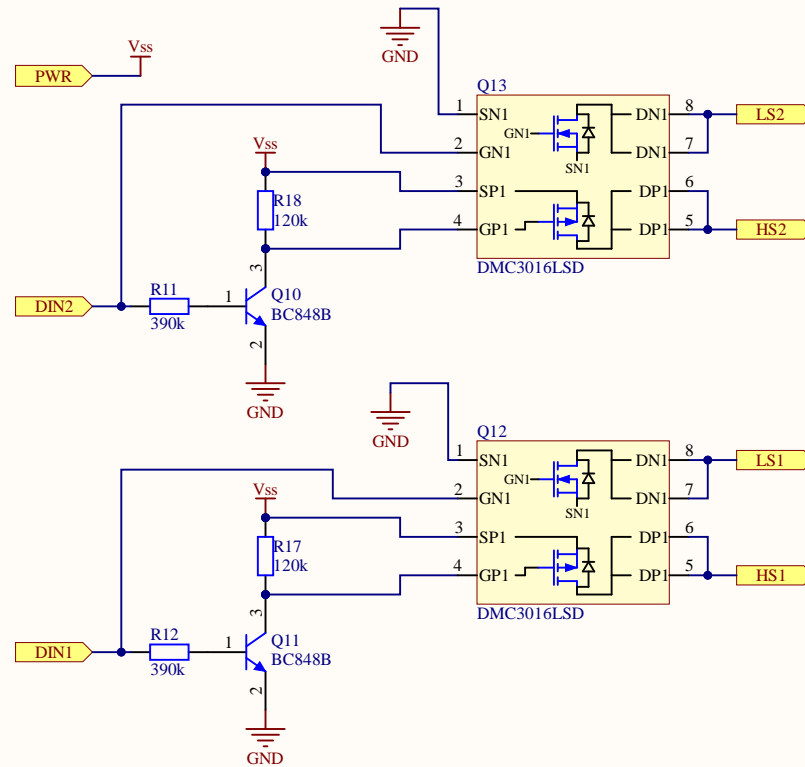 GND
Vss
PWR
Q13
1 SN1 DN1 8 LS2
GN1
SN1
2 GN1 DN1 7
Vss
3 SP1 DP1 6
R18
120k
4 GP1 DP1 5 HS2
DMC3016LSD
3
R11
DIN2 1 Q10
390k BC848B
2
GND
GND
Q12
1 SN1 DN1 8 LS1
GN1
SN1
2 GN1 DN1 7
Vss
3 SP1 DP1 6
R17
120k
4 GP1 DP1 5 HS1
DMC3016LSD
3
R12
DIN1 1 Q11
390k BC848B
2
GND